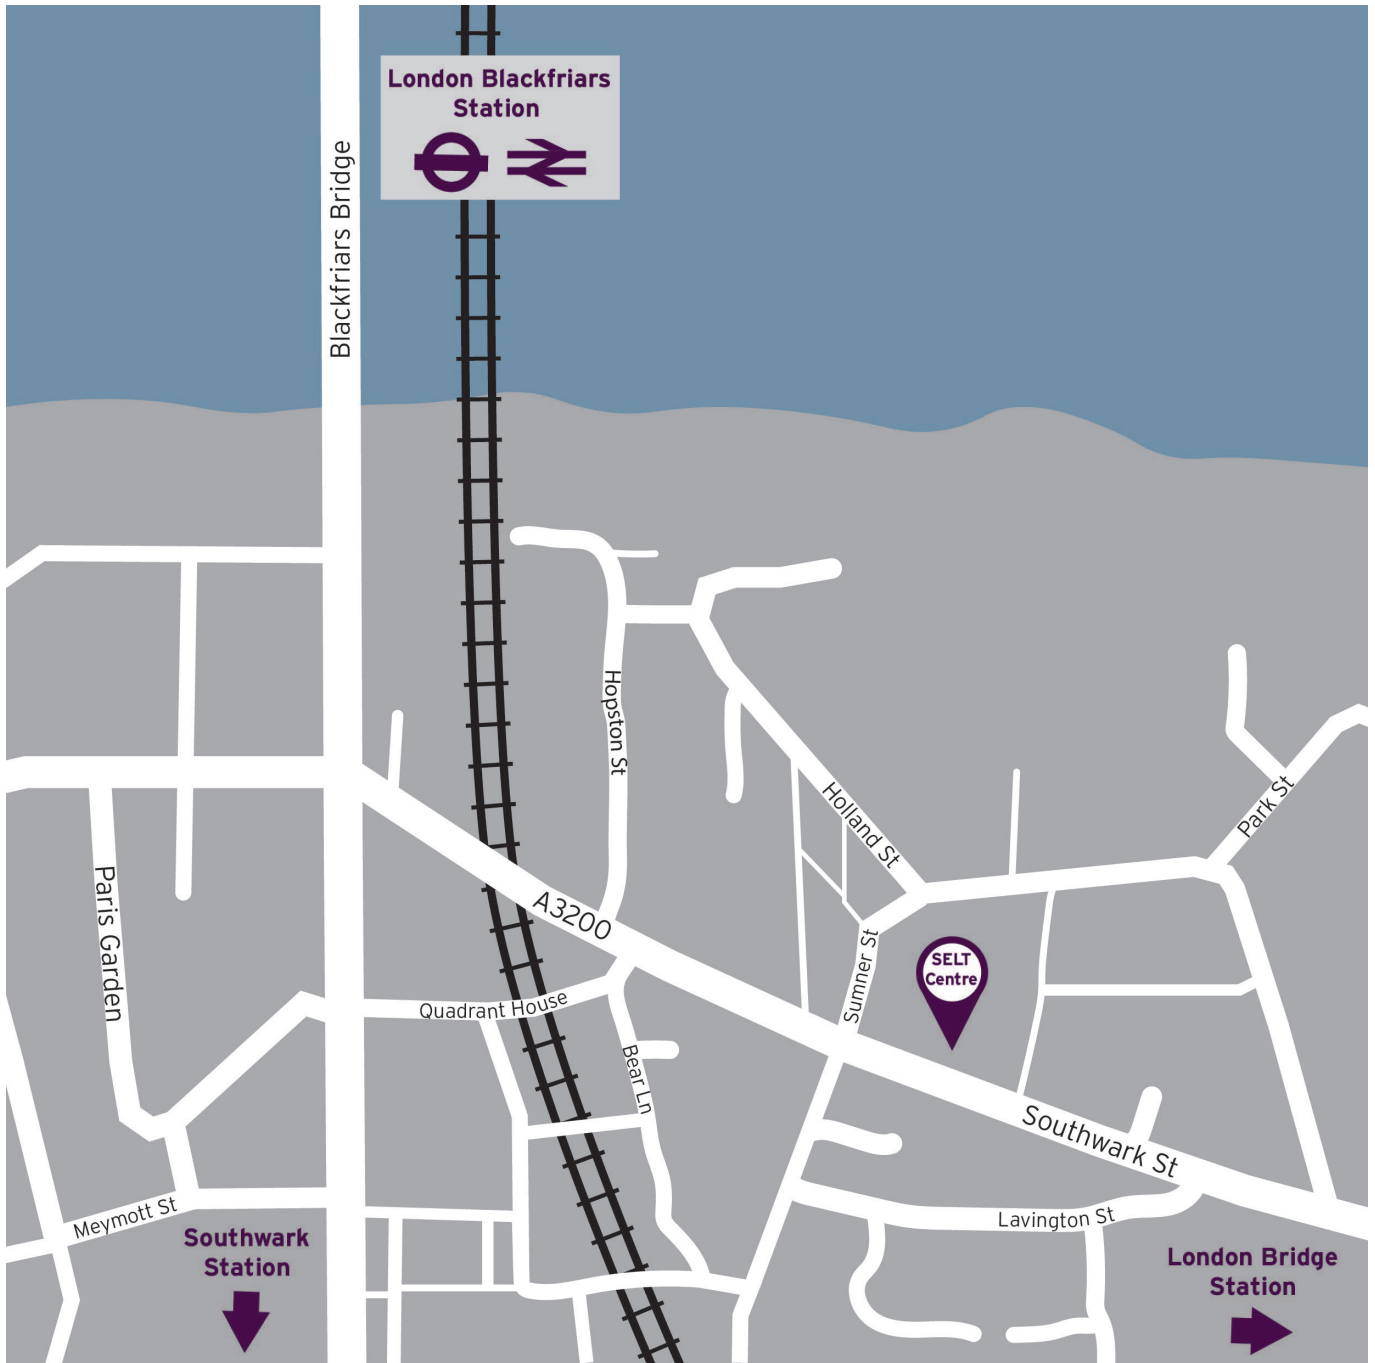 London Blackfriars
Station
Blackfriars Bridge
Hopston St
Holland St
Park St
Paris Garden
A3200
Sumner St
SELT
Centre
Quadrant House
Bear Ln
Southwark St
Meymott St
Lavington St
Southwark
Station
London Bridge
Station